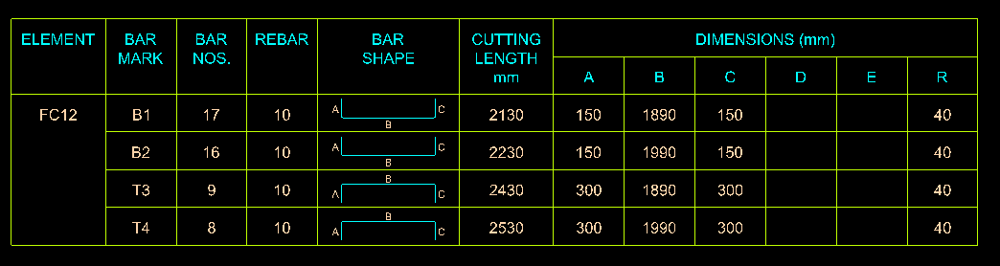 ELEMENT BAR MARK BAR NOS. REBAR BAR SHAPE CUTTING LENGTH mm DIMENSIONS (mm)
A B C D E R
FC12 B1 17 10 A B C 2130 150 1890 150 40
B2 16 10 A B C 2230 150 1990 150 40
T3 9 10 A B C 2430 300 1890 300 40
T4 8 10 A B C 2530 300 1990 300 40